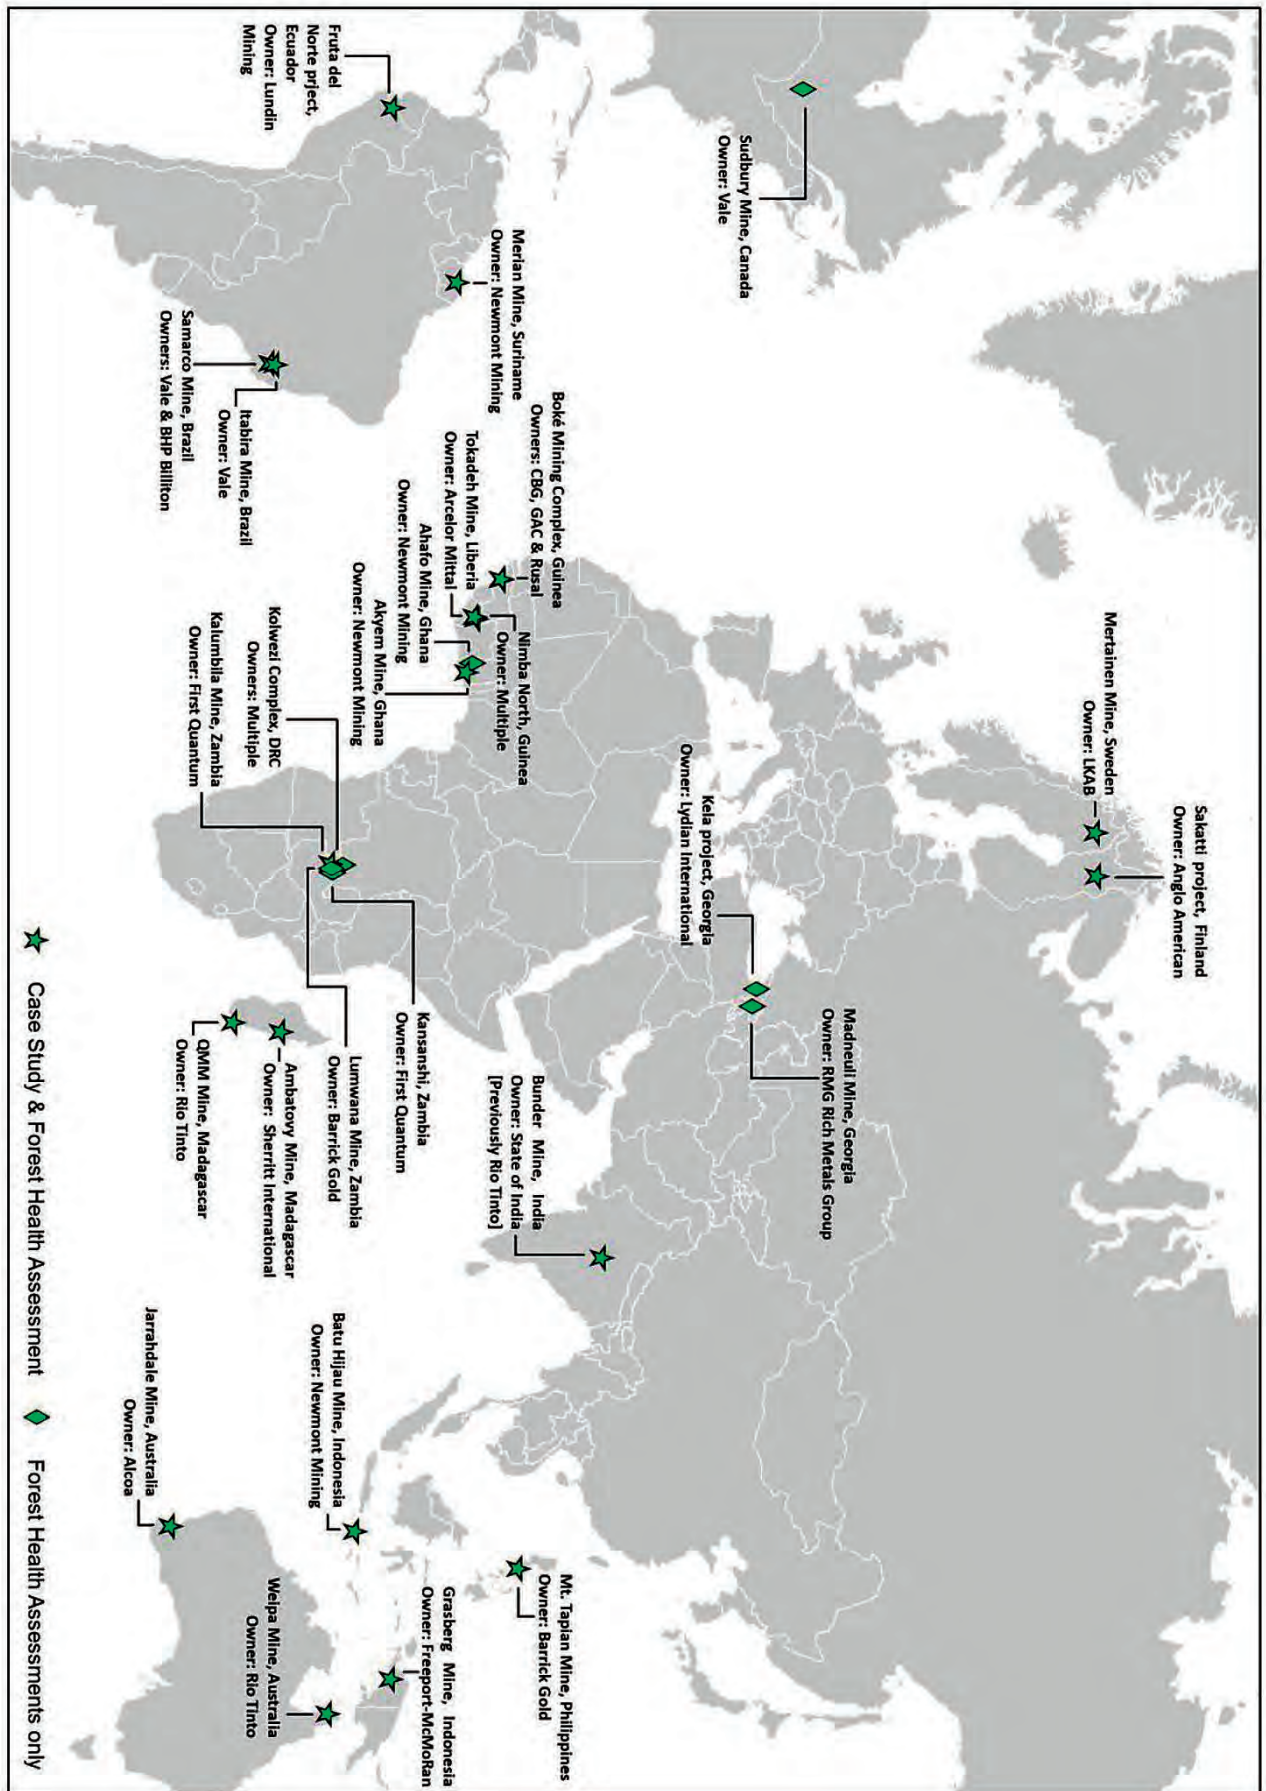 Sakatti project, Finland
Owner: Anglo American
Mertainen Mine, Sweden
Owner: LKAB
Sudbury Mine, Canada
Owner: Vale
Madneuli Mine, Georgia
Owner: RMG Rich Metals Group
Kela project, Georgia
Owner: Lydian International
Fruta del
Norte prject,
Ecuador
Owner: Lundin
Mining
Merian Mine, Suriname
Owner: Newmont Mining
Boké Mining Complex, Guinea
Owners: CBG, GAC & Rusal
Nimba North, Guinea
Owner: Multiple
Tokadeh Mine, Liberia
Owner: Arcelor Mittal
Ahafo Mine, Ghana
Owner: Newmont Mining
Akyem Mine, Ghana
Owner: Newmont Mining
Bunder Mine, India
Owner: State of India
[Previously Rio Tinto]
Mt. Tapian Mine, Philippines
Owner: Barrick Gold
Grasberg Mine, Indonesia
Owner: Freeport-McMoRan
Kansanshi, Zambia
Owner: First Quantum
Lumwana Mine, Zambia
Owner: Barrick Gold
Batu Hijau Mine, Indonesia
Owner: Newmont Mining
Kolwezi Complex, DRC
Owners: Multiple
Kalumbila Mine, Zambia
Owner: First Quantum
Itabira Mine, Brazil
Owner: Vale
Samarco Mine, Brazil
Owners: Vale & BHP Billiton
Ambatovy Mine, Madagascar
Owner: Sherritt International
QMM Mine, Madagascar
Owner: Rio Tinto
Weipa Mine, Australia
Owner: Rio Tinto
Jarrahdale Mine, Australia
Owner: Alcoa
Case Study & Forest Health Assessment
Forest Health Assessments only